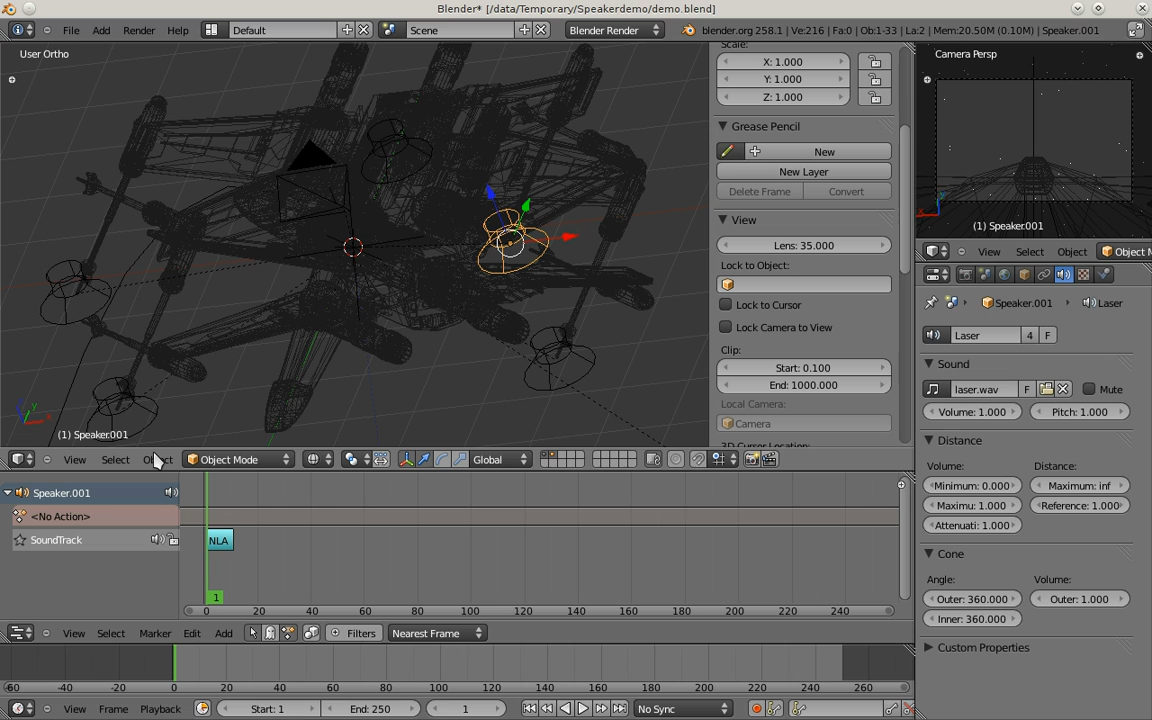 Blender* [/data/Temporary/Speakerdemo/demo.blend]
File Add Render Help Default Scene Blender Render blender.org 258.1 | Ve:216 | Fa:0 | Ob:1-33 | La:2 | Mem:20.50M (0.10M) | Speaker.001
User Ortho
(1) Speaker.001
Scale:
X: 1.000
Y: 1.000
Z: 1.000
Grease Pencil
New
New Layer
Delete Frame Convert
View
Lens: 35.000
Lock to Object:
Lock to Cursor
Lock Camera to View
Clip:
Start: 0.100
End: 1000.000
Local Camera:
Camera
3D Cursor Location:
Camera Persp
(1) Speaker.001
View Select Object Object M
Speaker.001 Laser
Laser 4 F
Sound
laser.wav F Mute
Volume: 1.000 Pitch: 1.000
Distance
Volume: Distance:
Minimum: 0.000 Maximum: inf
Maximu: 1.000 Reference: 1.000
Attenuati: 1.000
Cone
Angle: Volume:
Outer: 360.000 Outer: 1.000
Inner: 360.000
Custom Properties
View Select Object Object Mode Global
Speaker.001
<No Action>
SoundTrack NLA
1
0 20 40 60 80 100 120 140 160 180 200 220 240
View Select Marker Edit Add Filters Nearest Frame
-60 -40 -20 0 20 40 60 80 100 120 140 160 180 200 220 240 260
View Frame Playback Start: 1 End: 250 1 No Sync